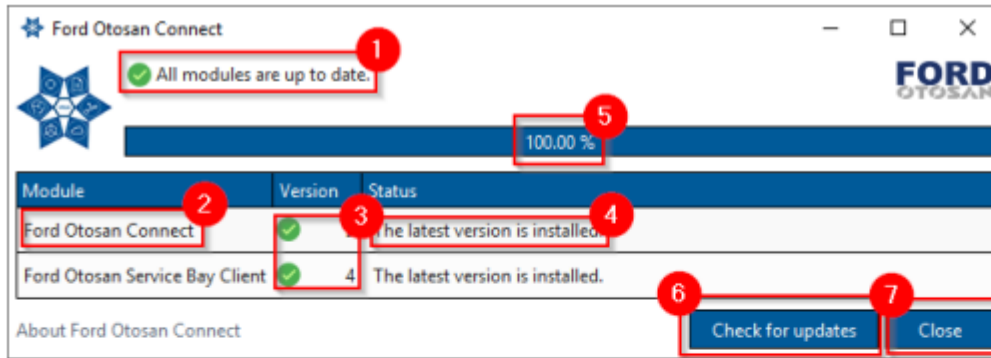 Ford Otosan Connect
1
All modules are up to date.
FORD
OTOSAN
5
100.00 %
Module Version Status
2 3 4
Ford Otosan Connect The latest version is installed.
Ford Otosan Service Bay Client 4 The latest version is installed.
6 7
About Ford Otosan Connect Check for updates Close